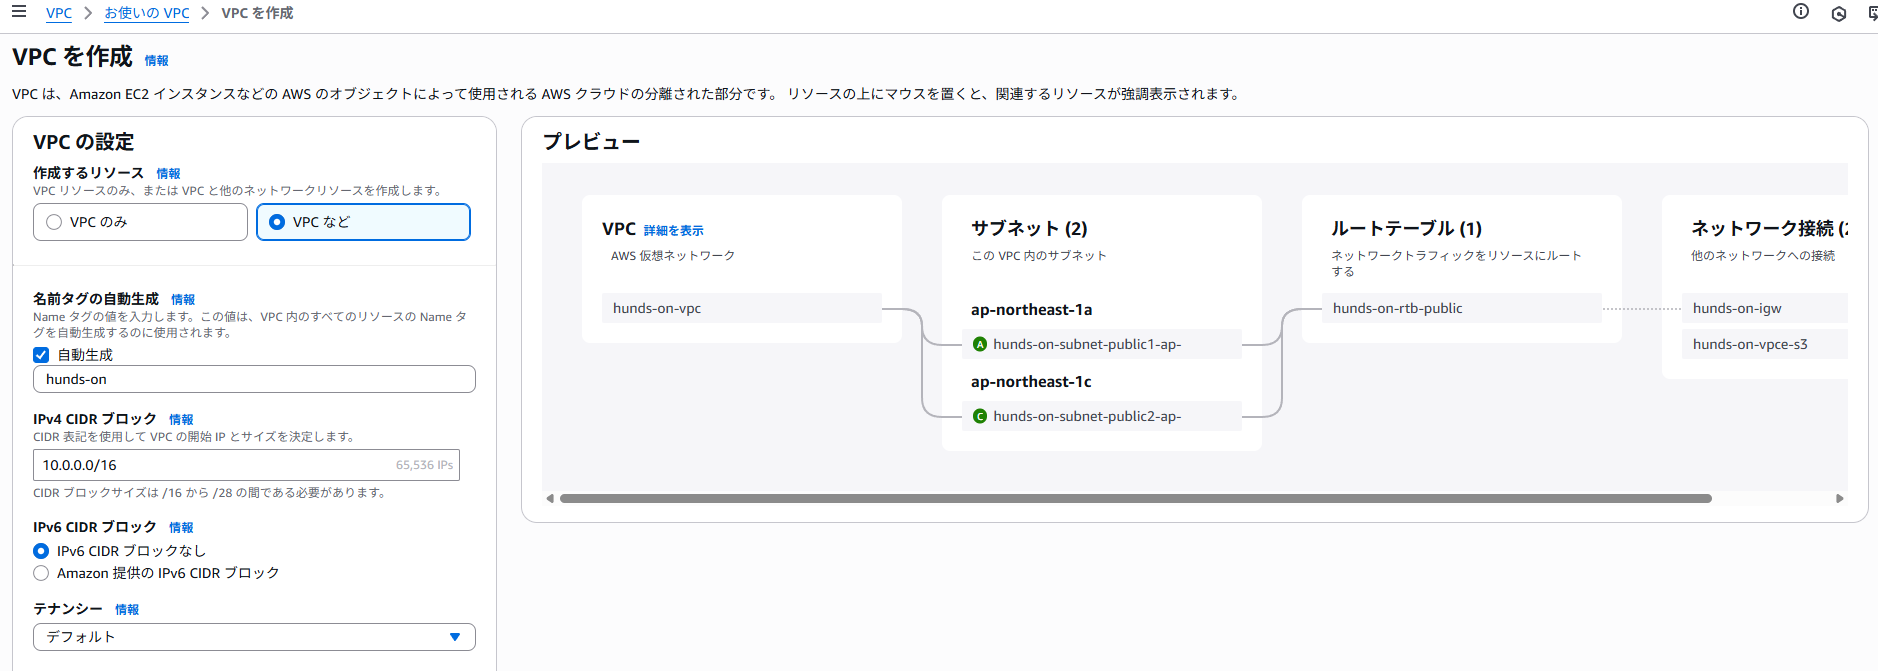 VPC > お使いの VPC > VPC を作成
VPC を作成 情報
VPC は、Amazon EC2 インスタンスなどの AWS のオブジェクトによって使用される AWS クラウドの分離された部分です。 リソースの上にマウスを置くと、関連するリソースが強調表示されます。
VPC の設定
作成するリソース 情報
VPC リソースのみ、または VPC と他のネットワークリソースを作成します。
VPC のみ
VPC など
名前タグの自動生成 情報
Name タグの値を入力します。この値は、VPC 内のすべてのリソースの Name タ
グを自動生成するのに使用されます。
自動生成
hunds-on
IPv4 CIDR ブロック 情報
CIDR 表記を使用して VPC の開始 IP とサイズを決定します。
10.0.0.0/16 65,536 IPs
CIDR ブロックサイズは /16 から /28 の間である必要があります。
IPv6 CIDR ブロック 情報
IPv6 CIDR ブロックなし
Amazon 提供の IPv6 CIDR ブロック
テナンシー 情報
デフォルト
プレビュー
VPC 詳細を表示
AWS 仮想ネットワーク
hunds-on-vpc
サブネット (2)
この VPC 内のサブネット
ap-northeast-1a
A hunds-on-subnet-public1-ap-
ap-northeast-1c
C hunds-on-subnet-public2-ap-
ルートテーブル (1)
ネットワークトラフィックをリソースにルート
する
hunds-on-rtb-public
ネットワーク接続 (2
他のネットワークへの接続
hunds-on-igw
hunds-on-vpce-s3